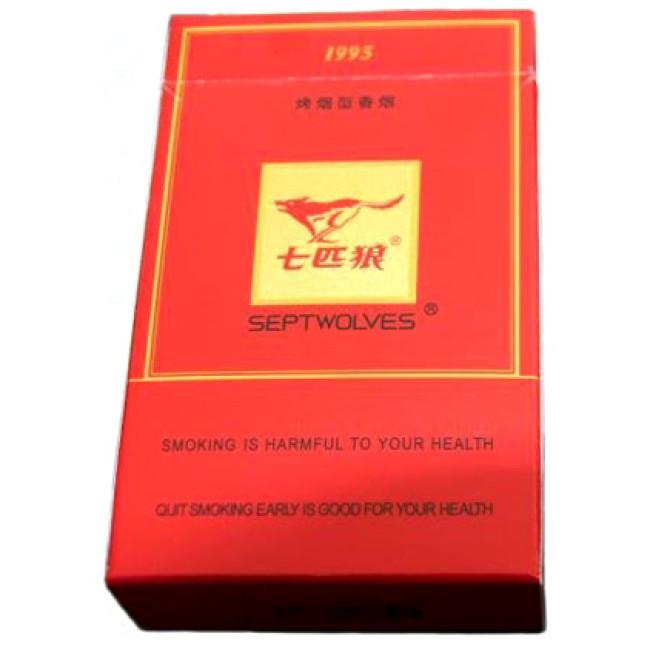 1995
烤烟型香烟
七匹狼®
SEPTWOLVES®
SMOKING IS HARMFUL TO YOUR HEALTH
QUIT SMOKING EARLY IS GOOD FOR YOUR HEALTH